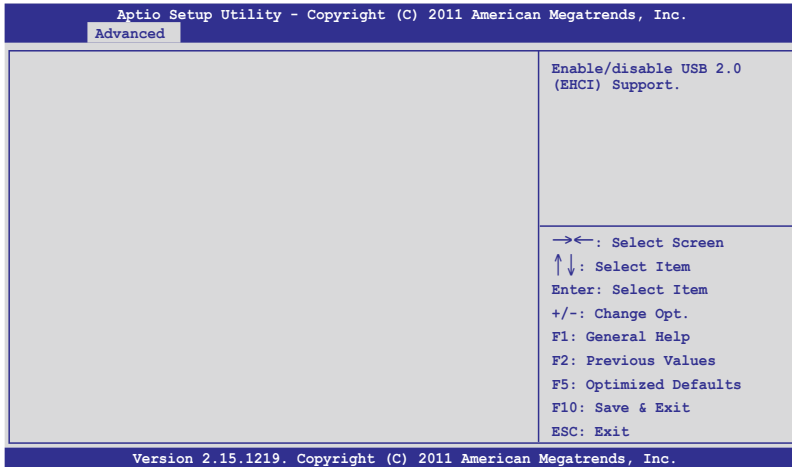 Aptio Setup Utility - Copyright (C) 2011 American Megatrends, Inc.
Advanced
Enable/disable USB 2.0
(EHCI) Support.
→←: Select Screen
↑↓: Select Item
Enter: Select Item
+/-: Change Opt.
F1: General Help
F2: Previous Values
F5: Optimized Defaults
F10: Save & Exit
ESC: Exit
Version 2.15.1219. Copyright (C) 2011 American Megatrends, Inc.